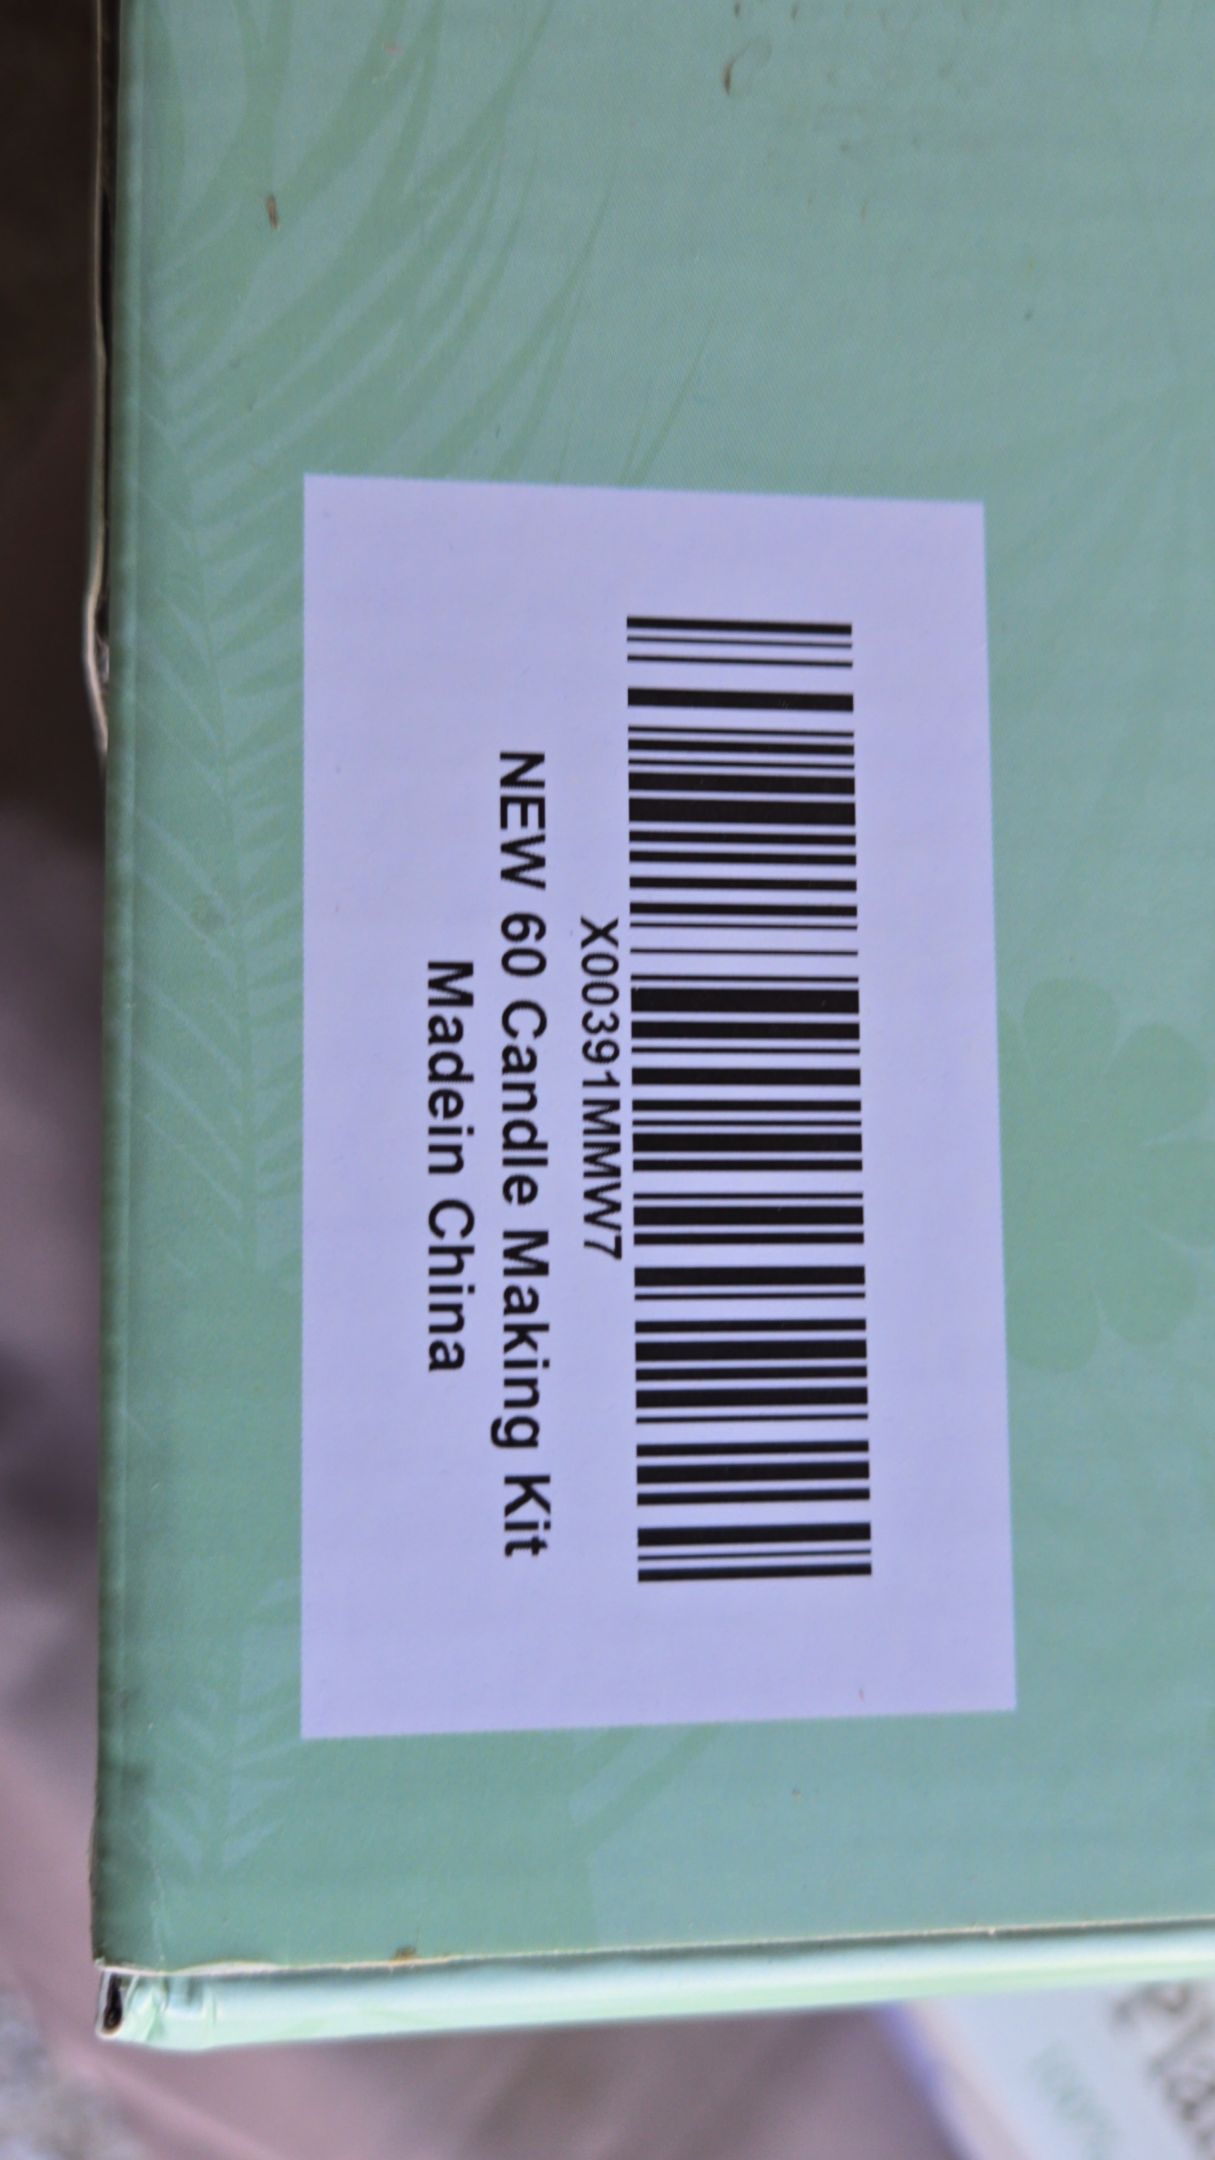 X00391MMW7
NEW 60 Candle Making Kit
Madein China